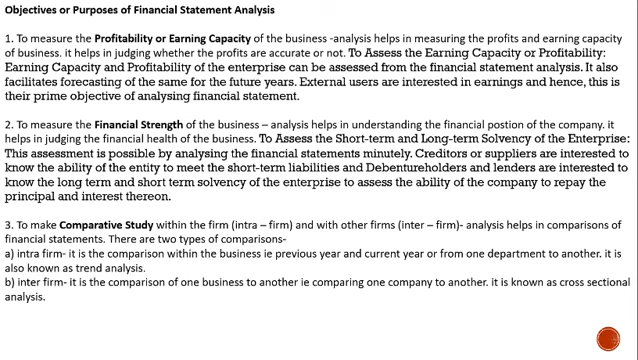 Objectives or Purposes of Financial Statement Analysis
1. To measure the Profitability or Earning Capacity of the business -analysis helps in measuring the profits and earning capacity
of business. it helps in judging whether the profits are accurate or not. To Assess the Earning Capacity or Profitability:
Earning Capacity and Profitability of the enterprise can be assessed from the financial statement analysis. It also
facilitates forecasting of the same for the future years. External users are interested in earnings and hence, this is
their prime objective of analysing financial statement.
2. To measure the Financial Strength of the business – analysis helps in understanding the financial postion of the company. it
helps in judging the financial health of the business. To Assess the Short-term and Long-term Solvency of the Enterprise:
This assessment is possible by analysing the financial statements minutely. Creditors or suppliers are interested to
know the ability of the entity to meet the short-term liabilities and Debentureholders and lenders are interested to
know the long term and short term solvency of the enterprise to assess the ability of the company to repay the
principal and interest thereon.
3. To make Comparative Study within the firm (intra – firm) and with other firms (inter – firm)- analysis helps in comparisons of
financial statements. There are two types of comparisons-
a) intra firm- it is the comparison within the business ie previous year and current year or from one department to another. it is
also known as trend analysis.
b) inter firm- it is the comparison of one business to another ie comparing one company to another. it is known as cross sectional
analysis.